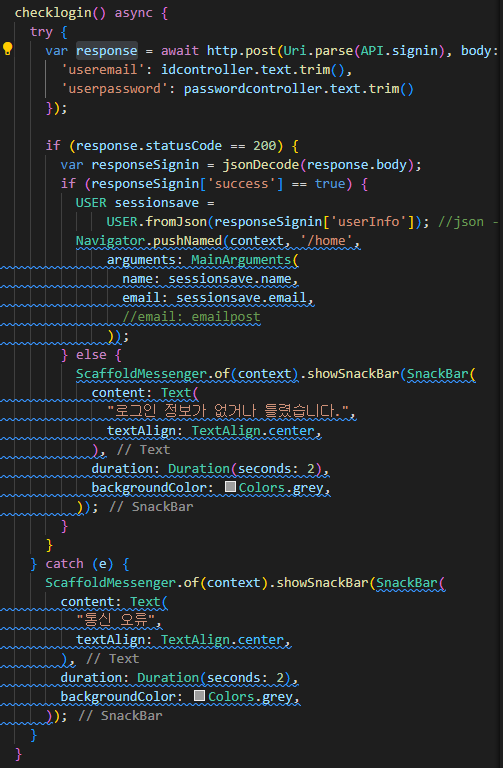 checklogin() async {
try {
var response = await http.post(Uri.parse(API.signin), body:
'useremail': idcontroller.text.trim(),
'userpassword': passwordcontroller.text.trim()
});
if (response.statusCode == 200) {
var responseSignin = jsonDecode(response.body);
if (responseSignin['success'] == true) {
USER sessionsave =
USER.fromJson(responseSignin['userInfo']); //json -
Navigator.pushNamed(context, '/home',
arguments: MainArguments(
name: sessionsave.name,
email: sessionsave.email,
//email: emailpost
));
} else {
ScaffoldMessenger.of(context).showSnackBar(SnackBar(
content: Text(
"로그인 정보가 없거나 틀렸습니다.",
textAlign: TextAlign.center,
), // Text
duration: Duration(seconds: 2),
backgroundColor: Colors.grey,
)); // SnackBar
}
}
} catch (e) {
ScaffoldMessenger.of(context).showSnackBar(SnackBar(
content: Text(
"통신 오류",
textAlign: TextAlign.center,
), // Text
duration: Duration(seconds: 2),
backgroundColor: Colors.grey,
)); // SnackBar
}
}